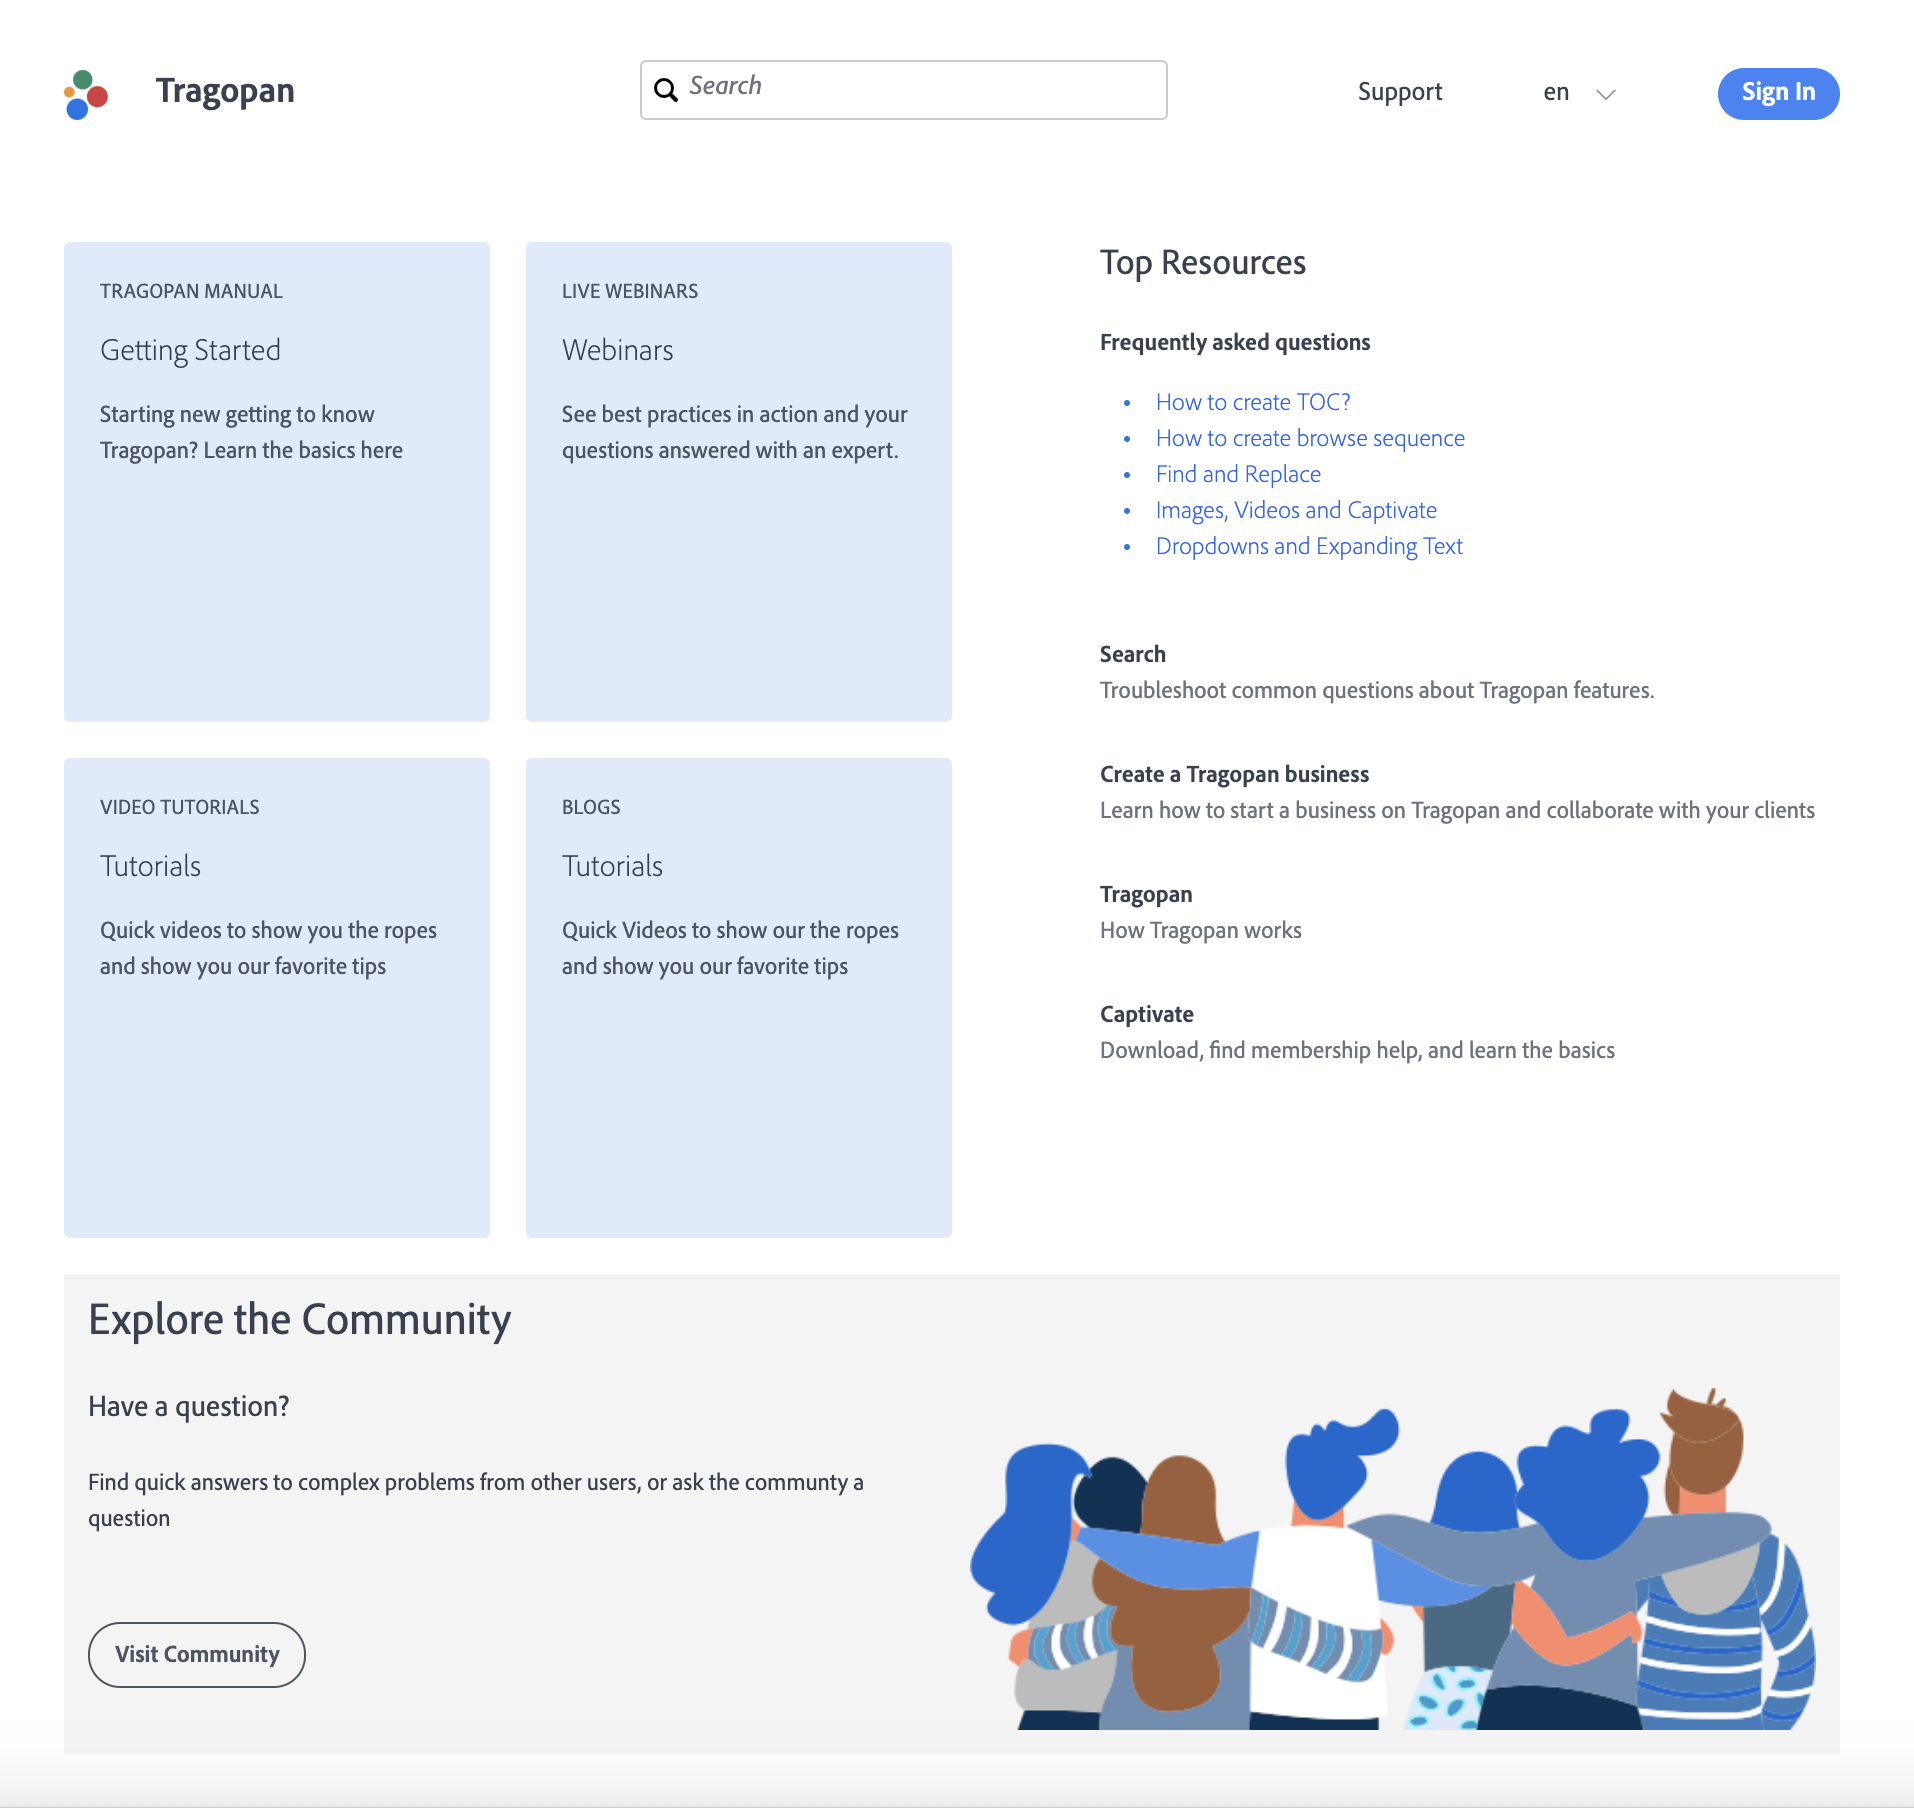 Tragopan
Search
Support
en
Sign In
TRAGOPAN MANUAL
Getting Started
Starting new getting to know
Tragopan? Learn the basics here
LIVE WEBINARS
Webinars
See best practices in action and your
questions answered with an expert.
VIDEO TUTORIALS
Tutorials
Quick videos to show you the ropes
and show you our favorite tips
BLOGS
Tutorials
Quick Videos to show our the ropes
and show you our favorite tips
Top Resources
Frequently asked questions
• How to create TOC?
• How to create browse sequence
• Find and Replace
• Images, Videos and Captivate
• Dropdowns and Expanding Text
Search
Troubleshoot common questions about Tragopan features.
Create a Tragopan business
Learn how to start a business on Tragopan and collaborate with your clients
Tragopan
How Tragopan works
Captivate
Download, find membership help, and learn the basics
Explore the Community
Have a question?
Find quick answers to complex problems from other users, or ask the communty a
question
Visit Community